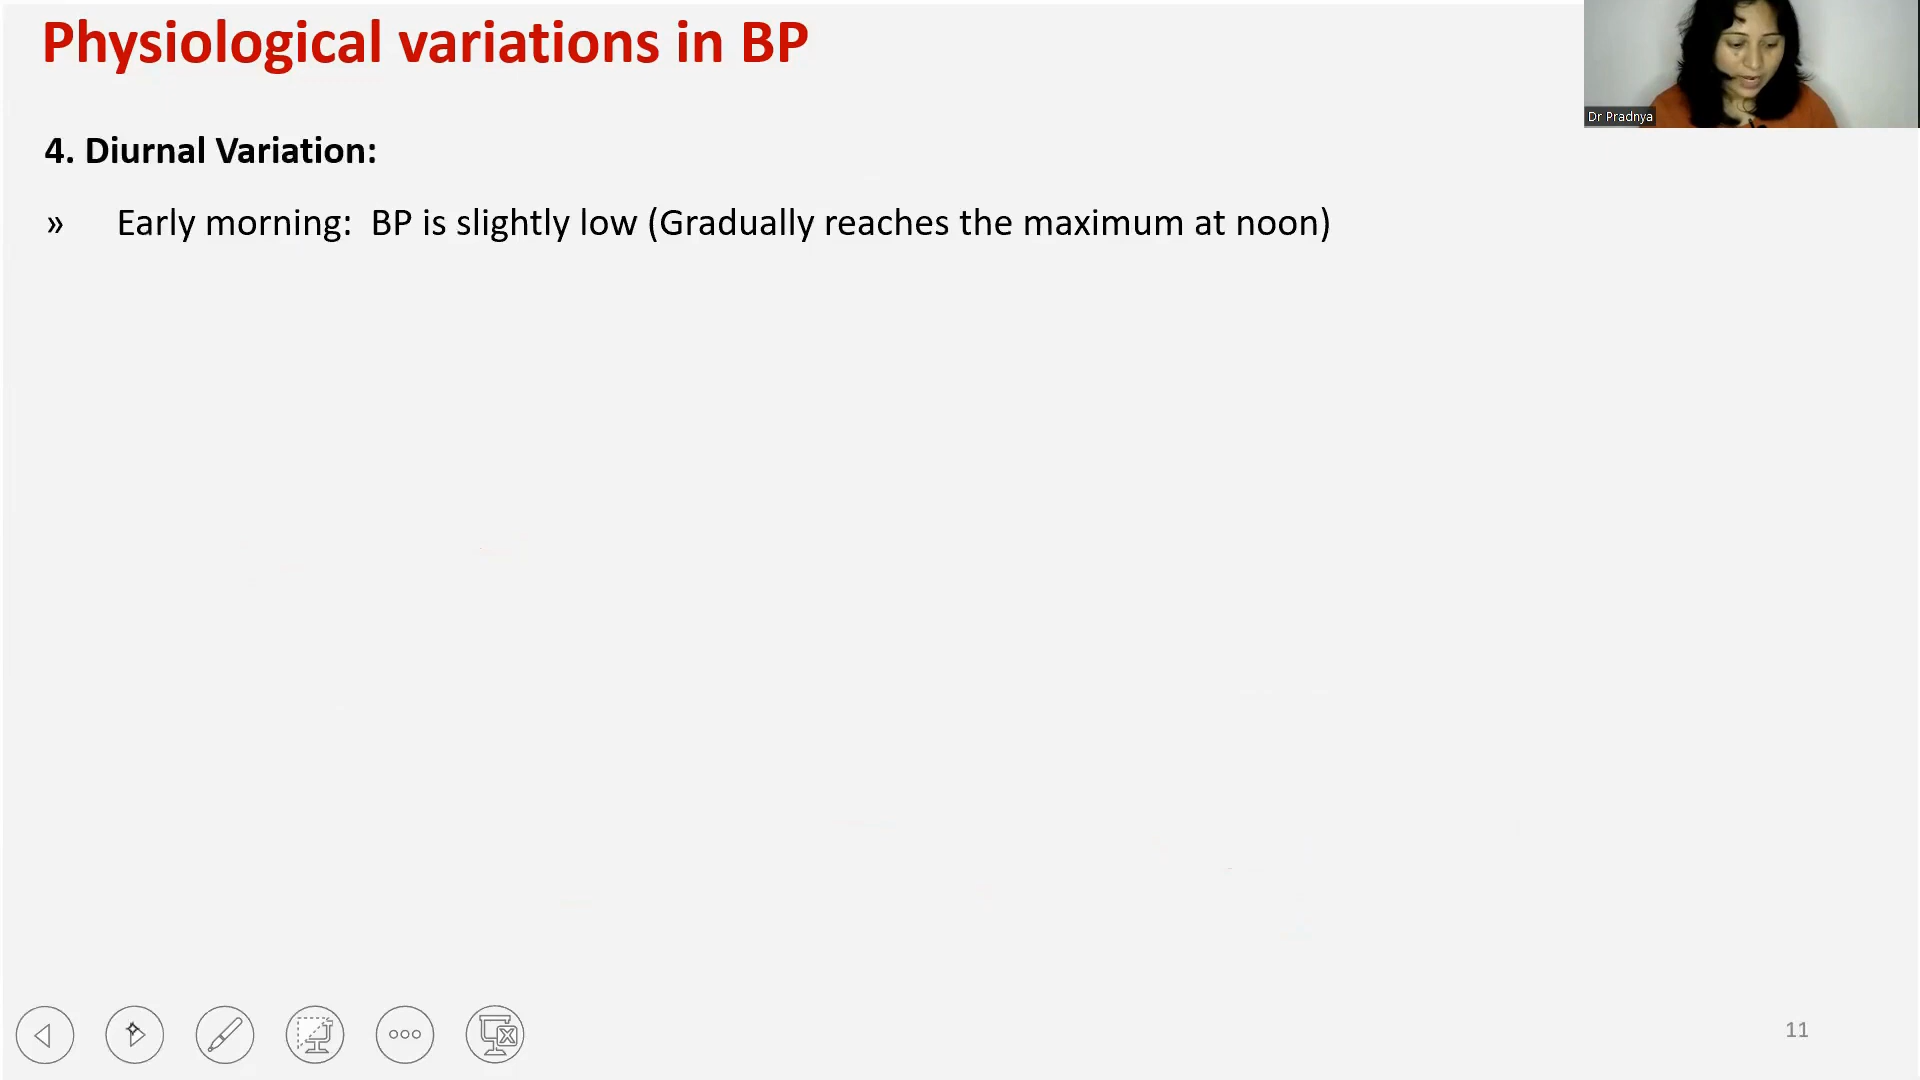 Physiological variations in BP
Dr Pradnya
4. Diurnal Variation:
» Early morning: BP is slightly low (Gradually reaches the maximum at noon)
11